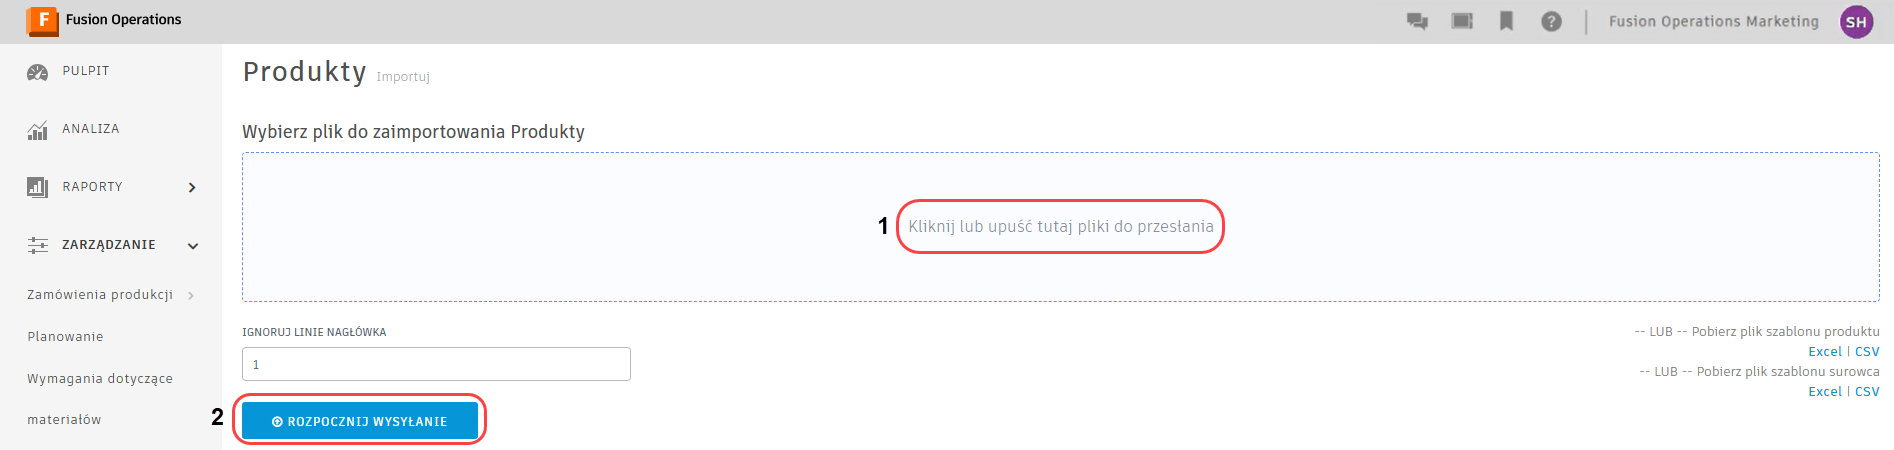 F Fusion Operations
? Fusion Operations Marketing SH
PULPIT
ANALIZA
RAPORTY
ZARZĄDZANIE
Zamówienia produkcji
Planowanie
Wymagania dotyczące
materiałów
Produkty Importuj
Wybierz plik do zaimportowania Produkty
1 Kliknij lub upuść tutaj pliki do przesłania
IGNORUJ LINIE NAGŁÓWKA
1
2 ROZPOCZNIJ WYSYŁANIE
-- LUB -- Pobierz plik szablonu produktu
Excel | CSV
-- LUB -- Pobierz plik szablonu surowca
Excel | CSV